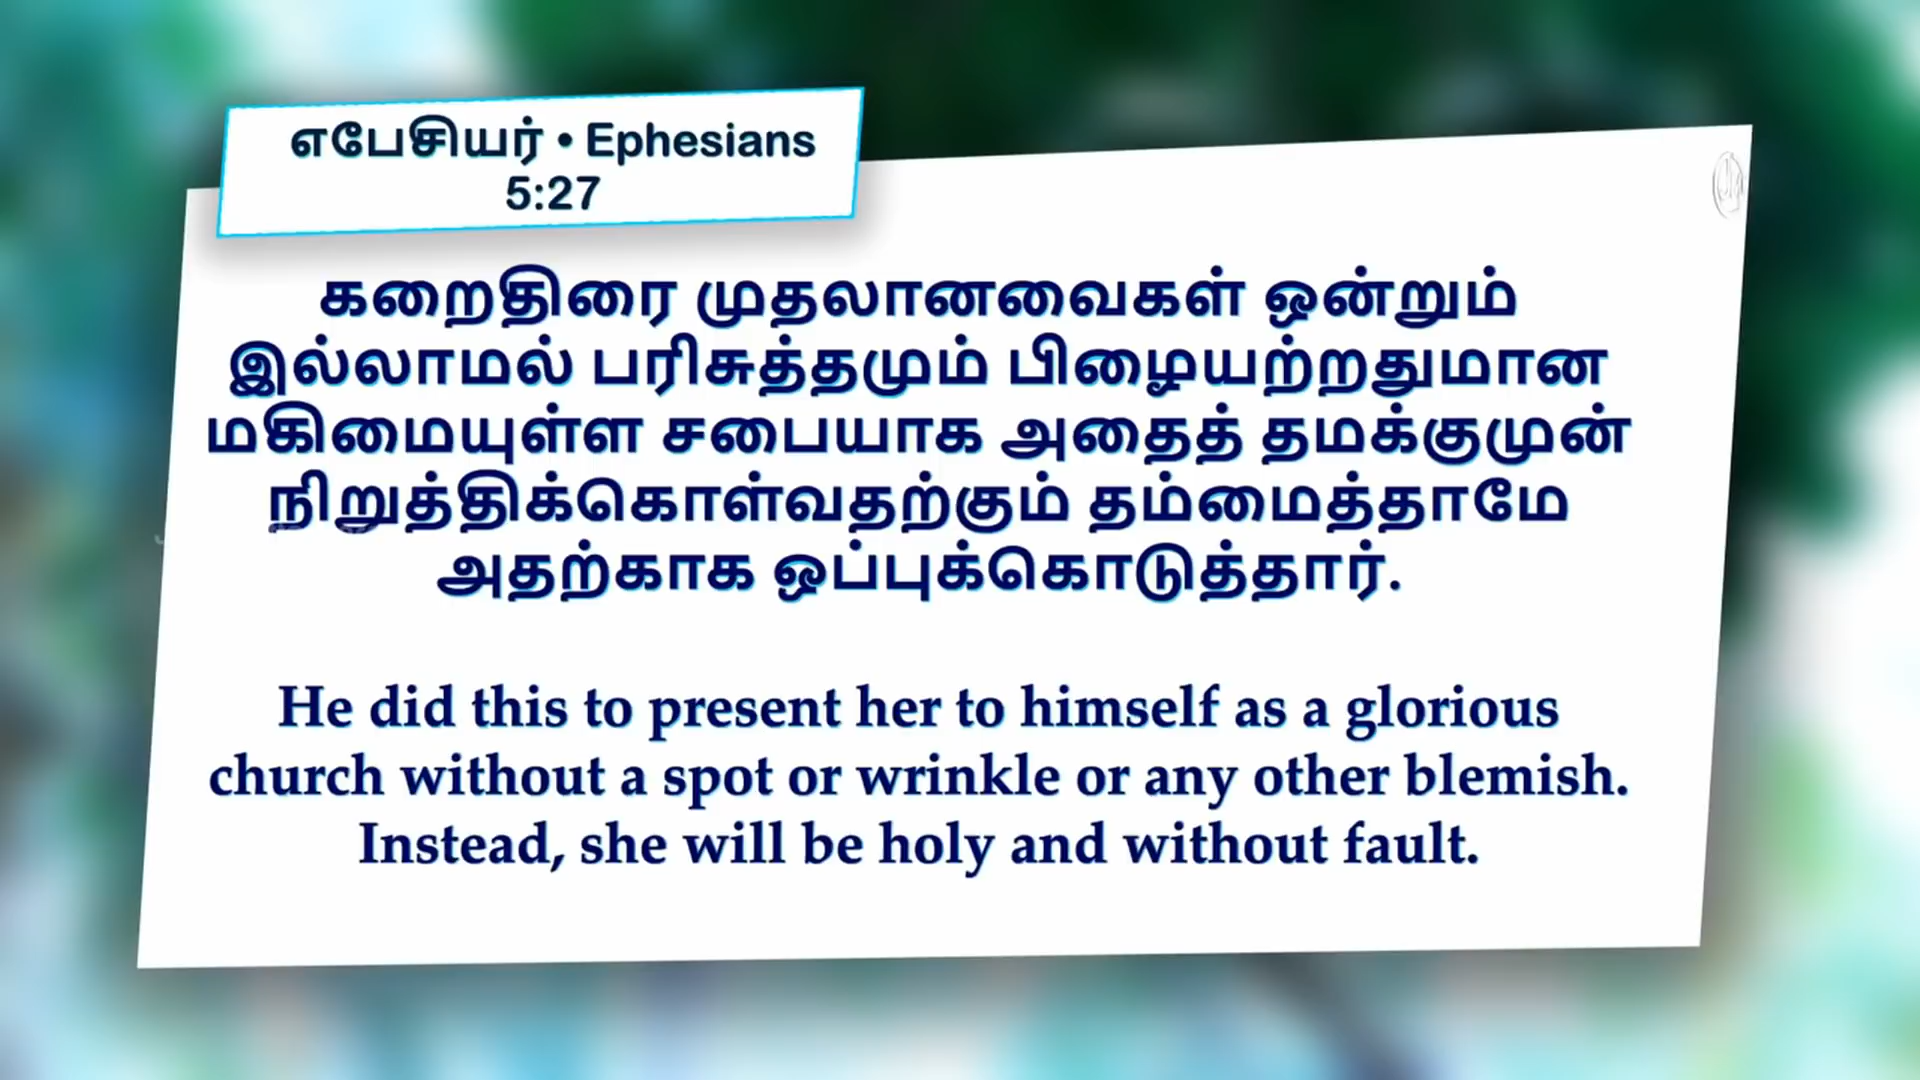 எபேசியர் • Ephesians
5:27
கறைதிரை முதலானவைகள் ஒன்றும்
இல்லாமல் பரிசுத்தமும் பிழையற்றதுமான
மகிமையுள்ள சபையாக அதைத் தமக்குமுன்
நிறுத்திக்கொள்வதற்கும் தம்மைத்தாமே
அதற்காக ஒப்புக்கொடுத்தார்.
He did this to present her to himself as a glorious
church without a spot or wrinkle or any other blemish.
Instead, she will be holy and without fault.